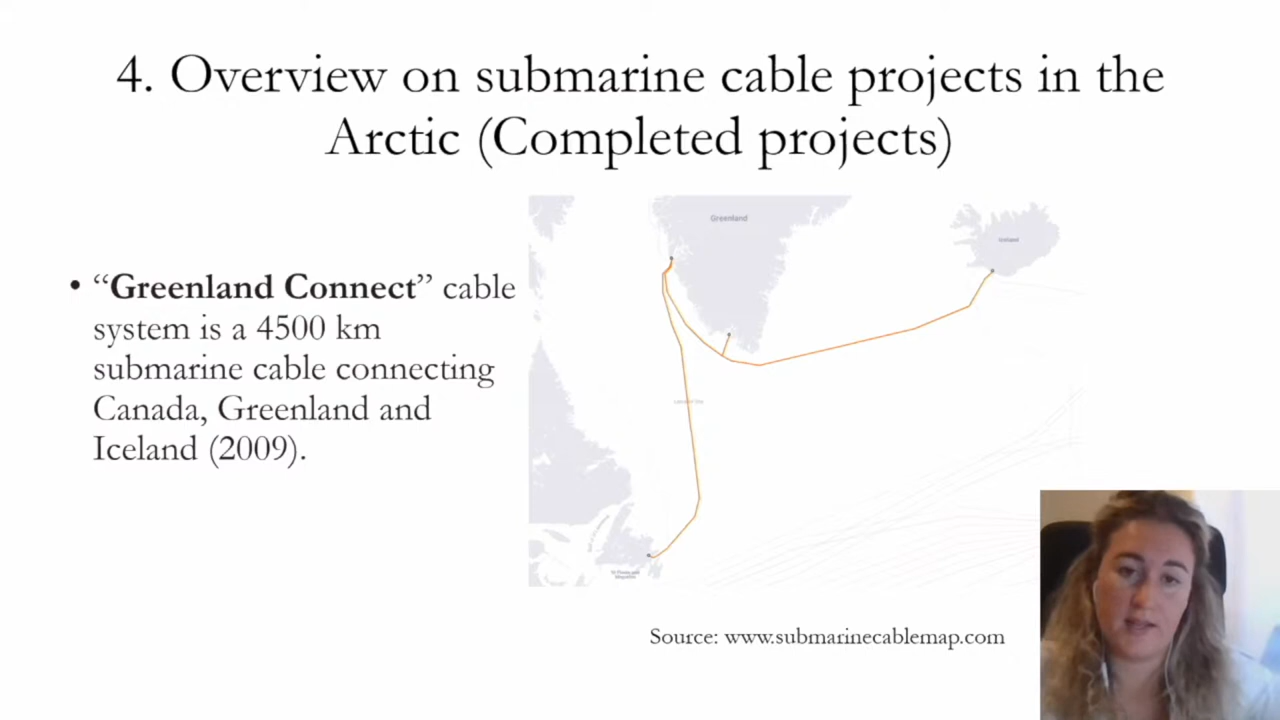 4. Overview on submarine cable projects in the
Arctic (Completed projects)
• “Greenland Connect” cable
system is a 4500 km
submarine cable connecting
Canada, Greenland and
Iceland (2009).
Greenland
Iceland
Source: www.submarinecablemap.com